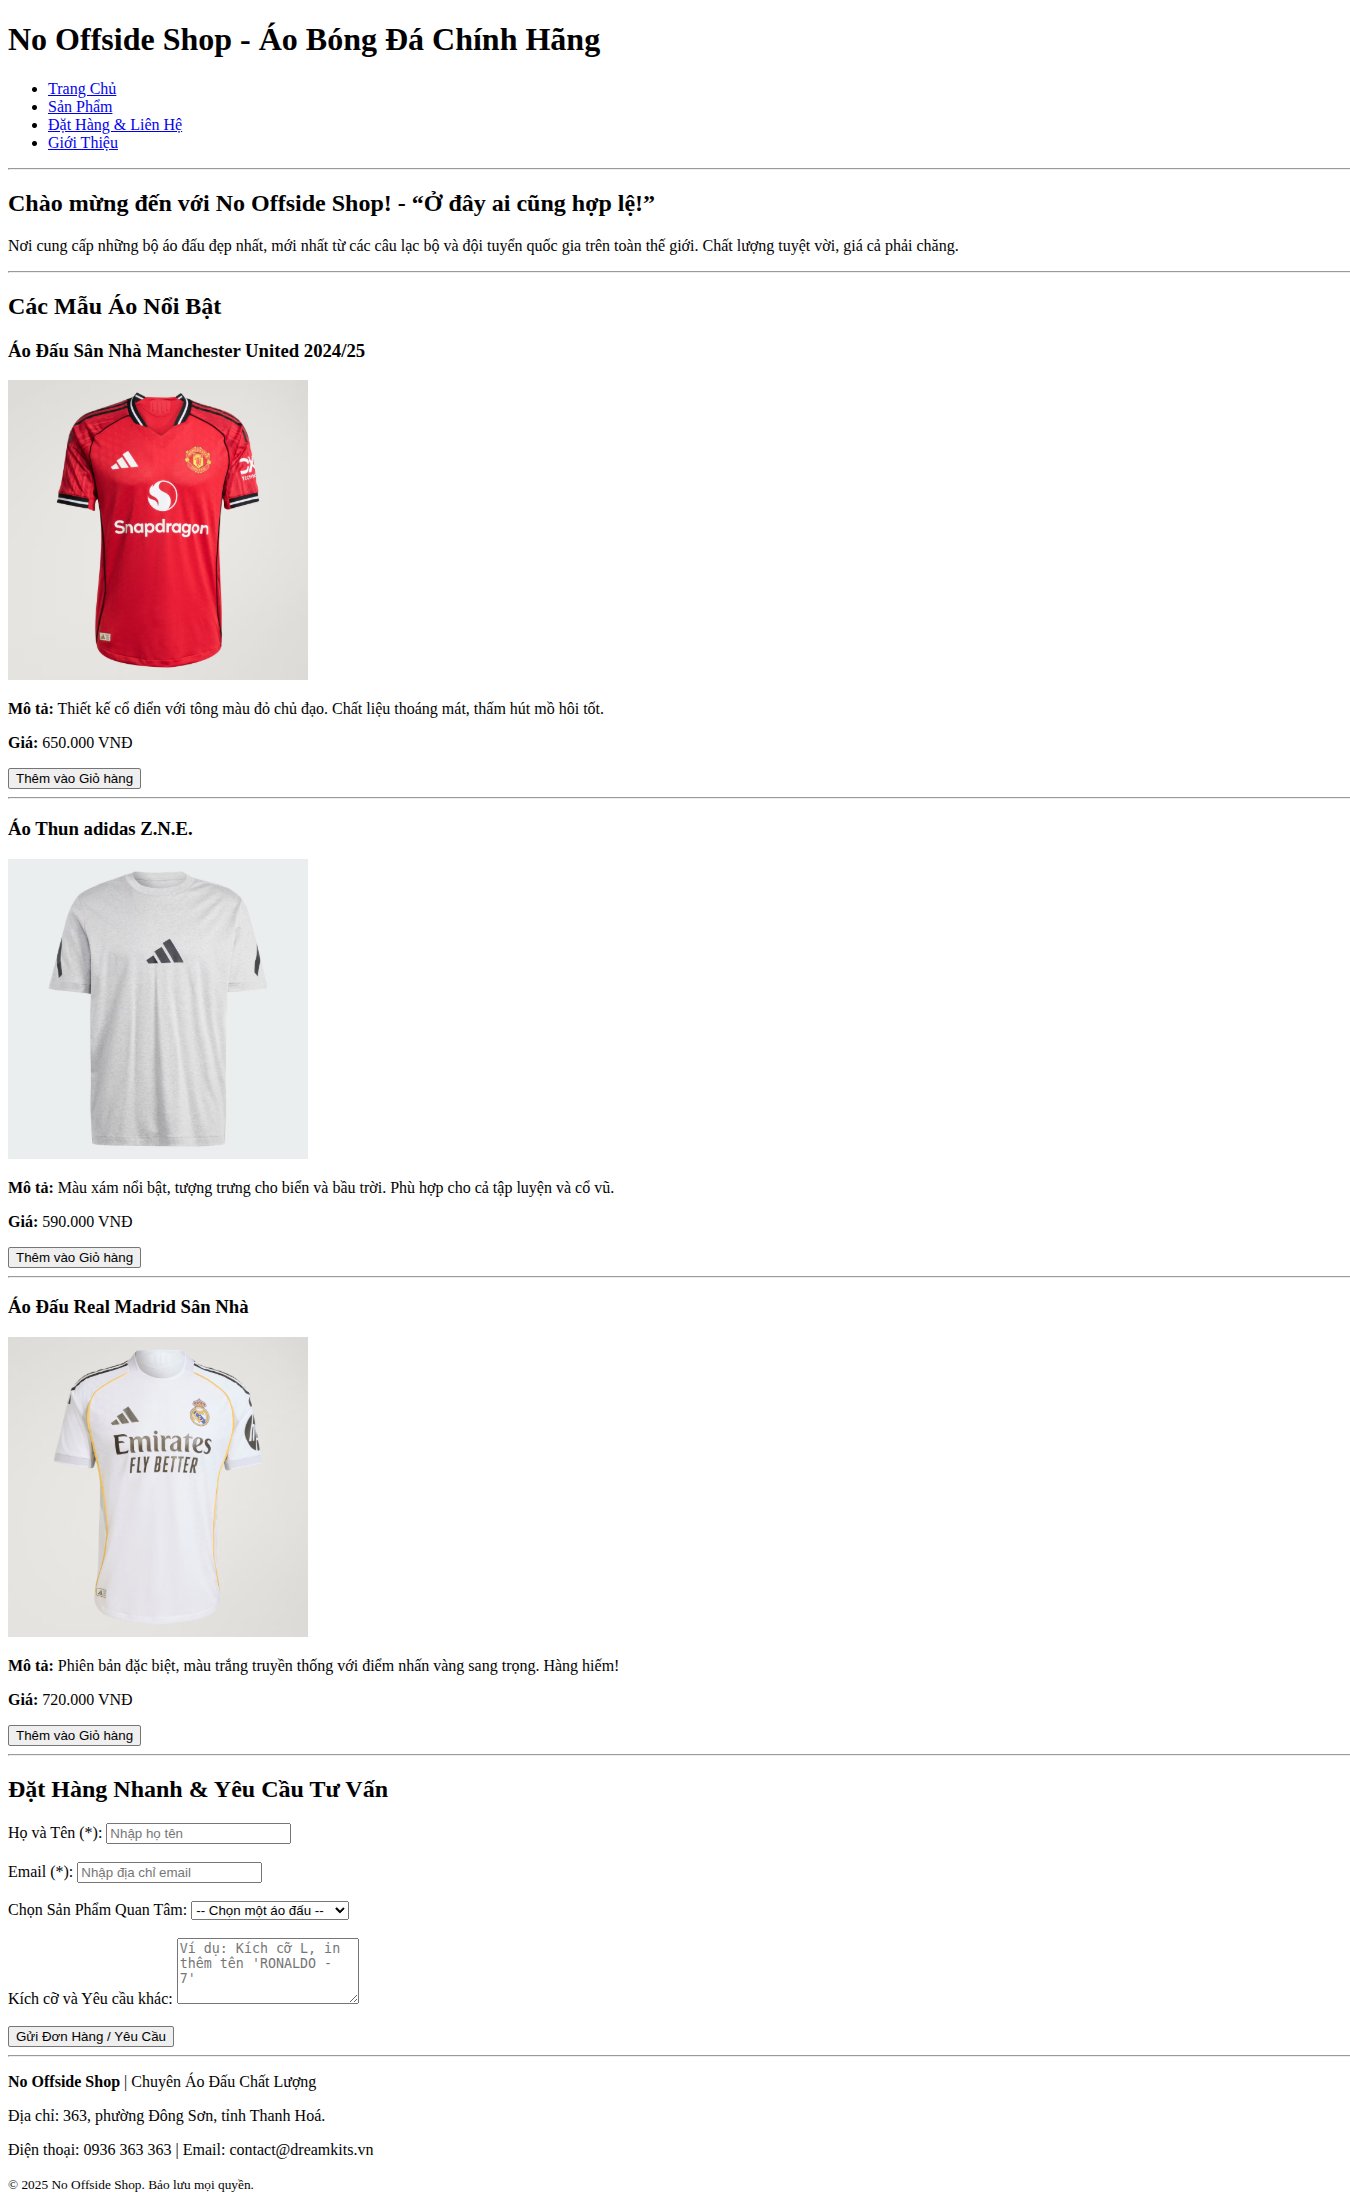 No Offside Shop - Áo Bóng Đá Chính Hãng
Trang Chủ
Sản Phẩm
Đặt Hàng & Liên Hệ
Giới Thiệu
Chào mừng đến với No Offside Shop! - “Ở đây ai cũng hợp lệ!”
Nơi cung cấp những bộ áo đấu đẹp nhất, mới nhất từ các câu lạc bộ và đội tuyển quốc gia trên toàn thế giới. Chất lượng tuyệt vời, giá cả phải chăng.
Các Mẫu Áo Nổi Bật
Áo Đấu Sân Nhà Manchester United 2024/25
Snapdragon
Mô tả: Thiết kế cổ điển với tông màu đỏ chủ đạo. Chất liệu thoáng mát, thấm hút mồ hôi tốt.
Giá: 650.000 VNĐ
Thêm vào Giỏ hàng
Áo Thun adidas Z.N.E.
Mô tả: Màu xám nổi bật, tượng trưng cho biển và bầu trời. Phù hợp cho cả tập luyện và cổ vũ.
Giá: 590.000 VNĐ
Thêm vào Giỏ hàng
Áo Đấu Real Madrid Sân Nhà
Emirates
FLY BETTER
Mô tả: Phiên bản đặc biệt, màu trắng truyền thống với điểm nhấn vàng sang trọng. Hàng hiếm!
Giá: 720.000 VNĐ
Thêm vào Giỏ hàng
Đặt Hàng Nhanh & Yêu Cầu Tư Vấn
Họ và Tên (*): Nhập họ tên
Email (*): Nhập địa chỉ email
Chọn Sản Phẩm Quan Tâm: -- Chọn một áo đấu --
Ví dụ: Kích cỡ L, in
thêm tên 'RONALDO -
7'
Kích cỡ và Yêu cầu khác:
Gửi Đơn Hàng / Yêu Cầu
No Offside Shop | Chuyên Áo Đấu Chất Lượng
Địa chỉ: 363, phường Đông Sơn, tỉnh Thanh Hoá.
Điện thoại: 0936 363 363 | Email: contact@dreamkits.vn
© 2025 No Offside Shop. Bảo lưu mọi quyền.